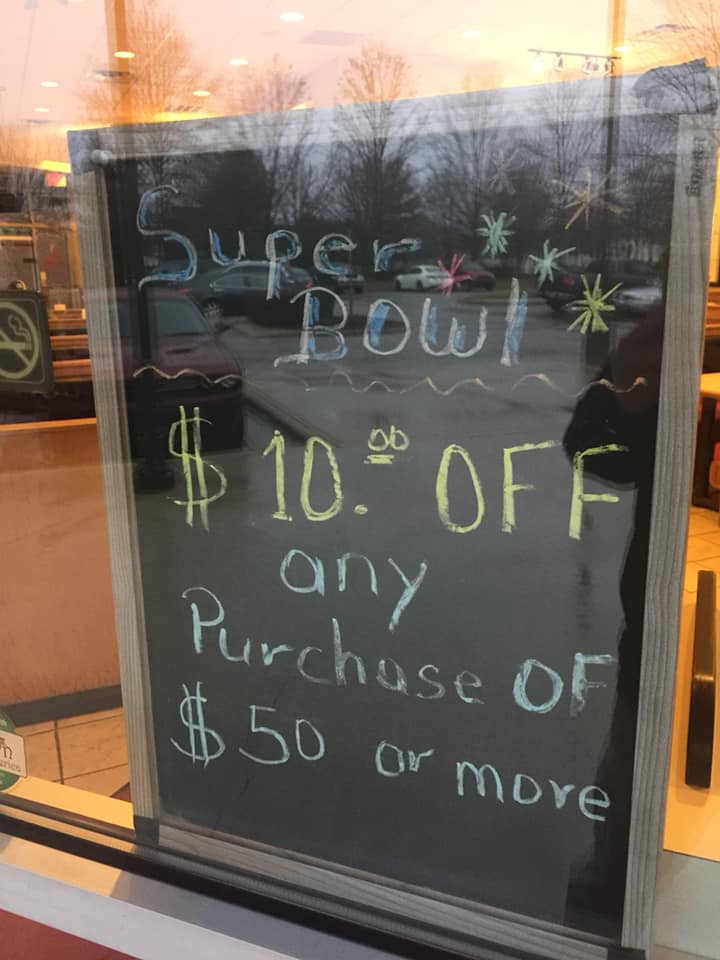 Super
Bowl
$10.00 OFF
any
Purchase OF
$50 or more